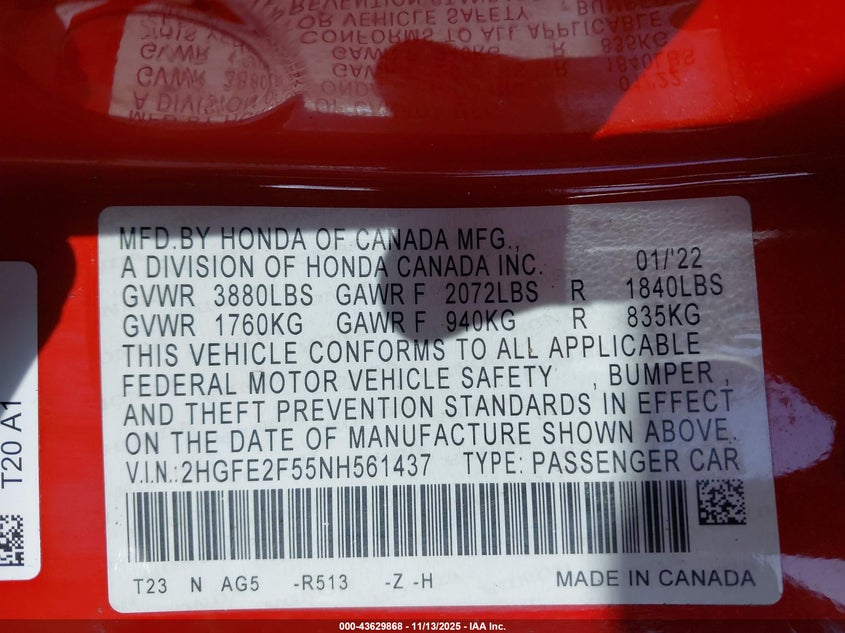 MFD.BY HONDA OF CANADA MFG.,
A DIVISION OF HONDA CANADA INC. 01/'22
GVWR 3880LBS GAWR F 2072LBS R 1840LBS
GVWR 1760KG GAWR F 940KG R 835KG
THIS VEHICLE CONFORMS TO ALL APPLICABLE
FEDERAL MOTOR VEHICLE SAFETY , BUMPER ,
AND THEFT PREVENTION STANDARDS IN EFFECT
ON THE DATE OF MANUFACTURE SHOWN ABOVE.
V.I.N.:2HGFE2F55NH561437 TYPE: PASSENGER CAR
T23 N AG5 -R513 -Z -H MADE IN CANADA
T20 A1
000-43629868 - 11/13/2025 - IAA Inc.